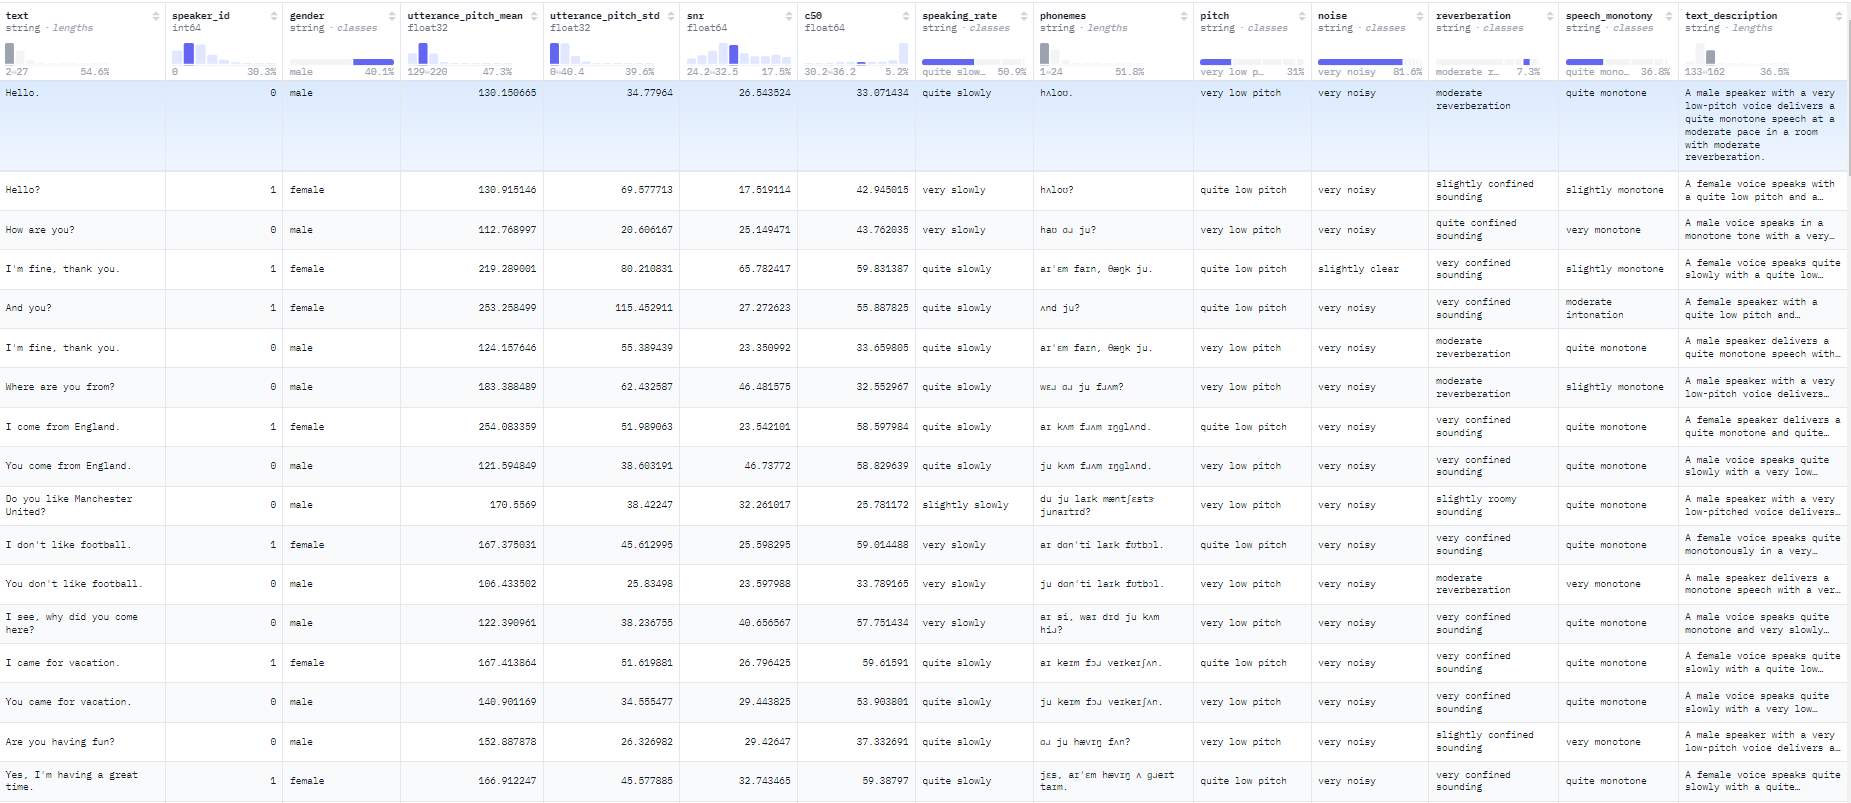 text speaker_id gender utterance_pitch_mean utterance_pitch_std snr c50 speaking_rate phonemes pitch noise reverberation speech_monotony text_description
string · lengths int64 string · classes float32 float32 float64 float64 string · classes string · lengths string · classes string · classes string · classes string · classes string · lengths
2↔27 54.6% 0 30.3% male 40.1% 129↔220 47.3% 0↔40.4 39.6% 24.2↔32.5 17.5% 30.2↔36.2 5.2% quite slow… 50.9% 1↔24 51.8% very low p… 31% very noisy 81.6% moderate r… 7.3% quite mono… 36.8% 133↔162 36.5%
Hello. 0 male 130.150665 34.77964 26.543524 33.071434 quite slowly hʌloʊ. very low pitch very noisy moderate quite monotone A male speaker with a very
reverberation low-pitch voice delivers a
quite monotone speech at a
moderate pace in a room
with moderate
reverberation.
Hello? 1 female 130.915146 69.577713 17.519114 42.945015 very slowly hʌloʊ? quite low pitch very noisy slightly confined slightly monotone A female voice speaks with
sounding a quite low pitch and a…
How are you? 0 male 112.768997 20.606167 25.149471 43.762035 very slowly haʊ ɑɹ ju? very low pitch very noisy quite confined very monotone A male voice speaks in a
sounding monotone tone with a very…
I'm fine, thank you. 1 female 219.289001 80.210831 65.782417 59.831387 quite slowly aɪ'ɛm faɪn, θæŋk ju. quite low pitch slightly clear very confined slightly monotone A female voice speaks quite
sounding slowly with a quite low…
And you? 1 female 253.258499 115.452911 27.272623 55.887825 quite slowly ʌnd ju? quite low pitch very noisy very confined moderate A female speaker with a
sounding intonation quite low pitch and…
I'm fine, thank you. 0 male 124.157646 55.389439 23.350992 33.659805 quite slowly aɪ'ɛm faɪn, θæŋk ju. very low pitch very noisy moderate quite monotone A male speaker delivers a
reverberation quite monotone speech with…
Where are you from? 0 male 183.388489 62.432587 46.481575 32.552967 quite slowly wɛɹ ɑɹ ju fɹʌm? very low pitch very noisy moderate slightly monotone A male speaker with a very
reverberation low-pitch voice delivers…
I come from England. 1 female 254.083359 51.989063 23.542101 58.597984 quite slowly aɪ kʌm fɹʌm ɪŋglʌnd. quite low pitch very noisy very confined quite monotone A female speaker delivers a
sounding quite monotone and quite…
You come from England. 0 male 121.594849 38.603191 46.73772 58.829639 quite slowly ju kʌm fɹʌm ɪŋglʌnd. very low pitch very noisy very confined quite monotone A male voice speaks quite
sounding slowly with a very low…
Do you like Manchester 0 male 170.5569 38.42247 32.261017 25.781172 slightly slowly du ju laɪk mæntʃɛstɝ very low pitch very noisy slightly roomy quite monotone A male speaker with a very
United? junaɪtɪd? sounding low-pitched voice delivers…
I don't like football. 1 female 167.375031 45.612995 25.598295 59.014488 very slowly aɪ dɑn'ti laɪk fʊtbɔl. quite low pitch very noisy very confined quite monotone A female voice speaks quite
sounding monotonously in a very…
You don't like football. 0 male 106.433502 25.83498 23.597988 33.789165 very slowly ju dɑn'ti laɪk fʊtbɔl. very low pitch very noisy moderate very monotone A male speaker delivers a
reverberation monotone speech with a ver…
I see, why did you come 0 male 122.390961 38.236755 40.656567 57.751434 very slowly aɪ si, waɪ dɪd ju kʌm very low pitch very noisy very confined quite monotone A male voice speaks quite
here? hiɹ? sounding monotone and very slowly…
I came for vacation. 1 female 167.413864 51.619881 26.796425 59.61591 quite slowly aɪ keɪm fɔɹ veɪkeɪʃʌn. quite low pitch very noisy very confined quite monotone A female voice speaks quite
sounding slowly with a quite low…
You came for vacation. 0 male 140.901169 34.555477 29.443825 53.903801 quite slowly ju keɪm fɔɹ veɪkeɪʃʌn. very low pitch very noisy very confined quite monotone A male voice speaks quite
sounding slowly with a very low…
Are you having fun? 0 male 152.887878 26.326982 29.42647 37.332691 quite slowly ɑɹ ju hævɪŋ fʌn? very low pitch very noisy slightly confined very monotone A male speaker with a very
sounding low-pitch voice delivers a…
Yes, I'm having a great 1 female 166.912247 45.577885 32.743465 59.38797 quite slowly jɛs, aɪ'ɛm hævɪŋ ʌ gɹeɪt quite low pitch very noisy very confined quite monotone A female voice speaks quite
time. taɪm. sounding slowly with a quite…